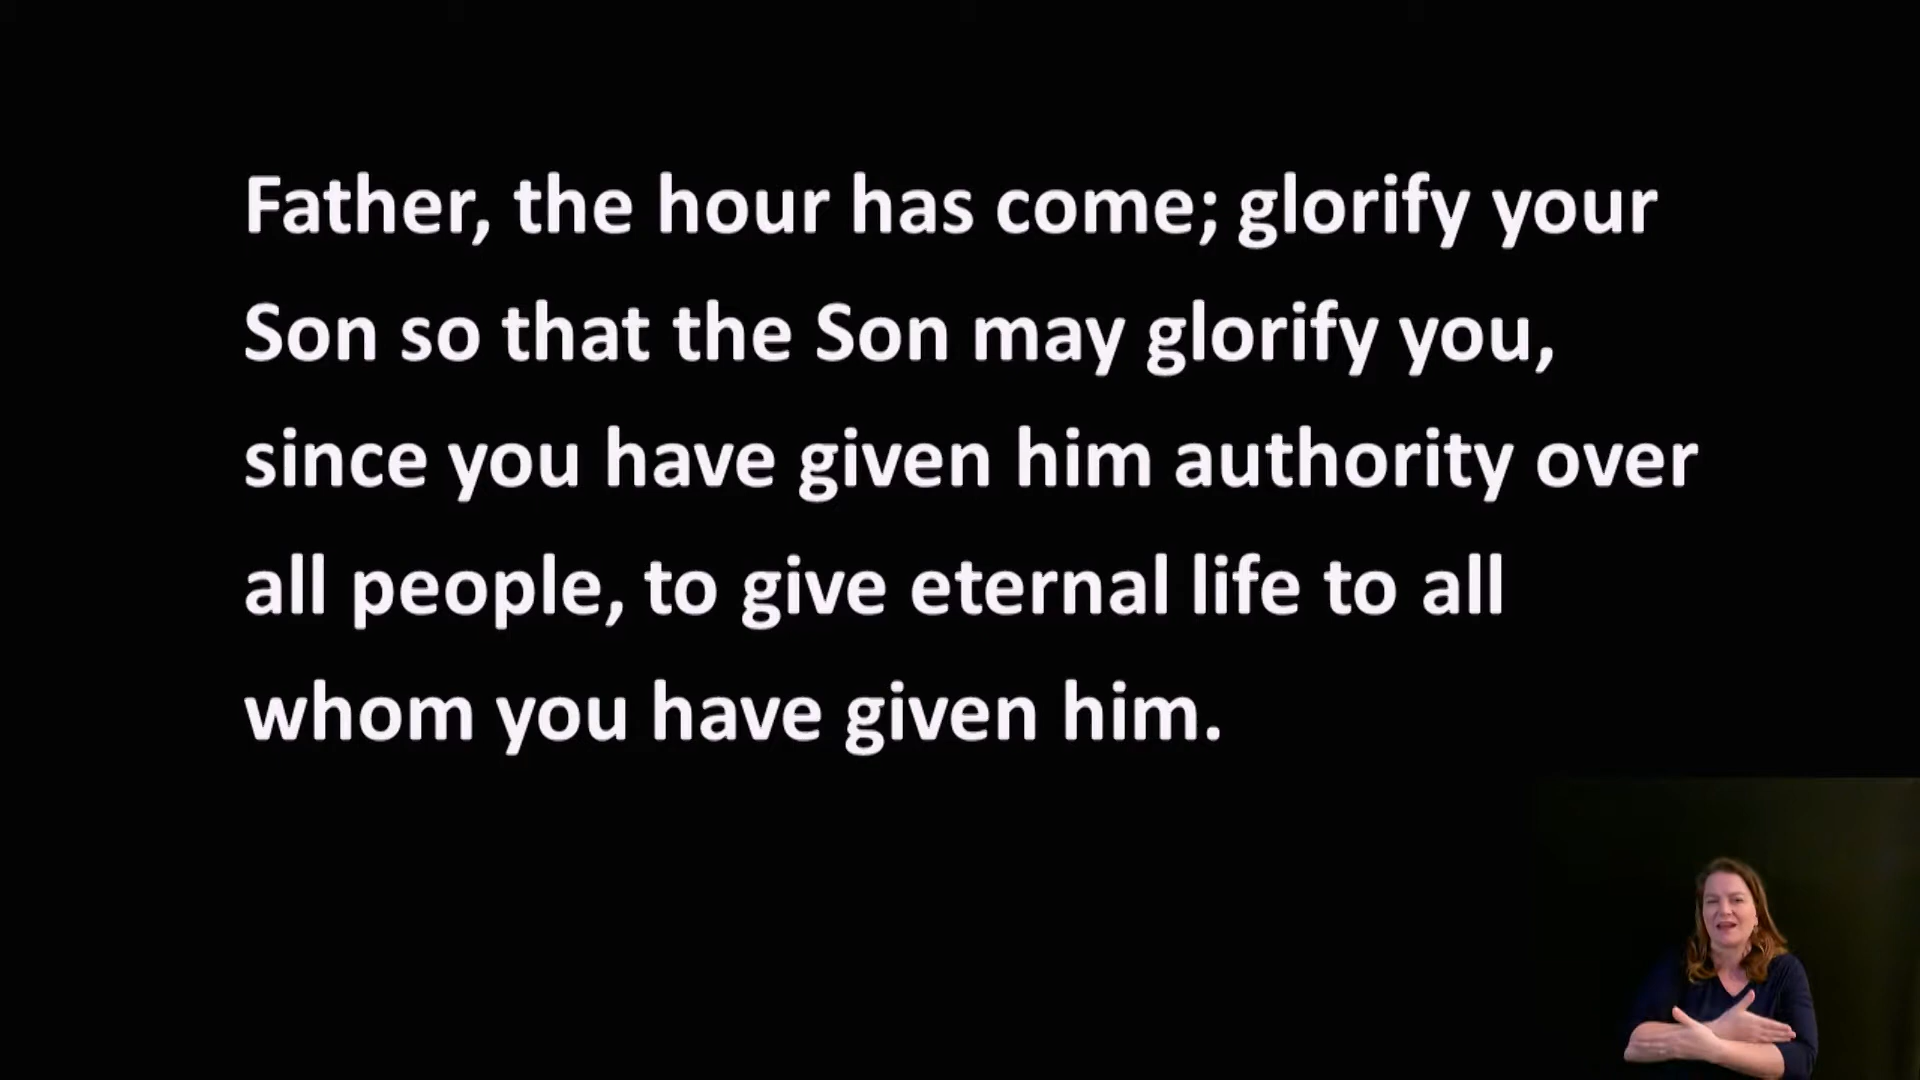 Father, the hour has come; glorify your
Son so that the Son may glorify you,
since you have given him authority over
all people, to give eternal life to all
whom you have given him.